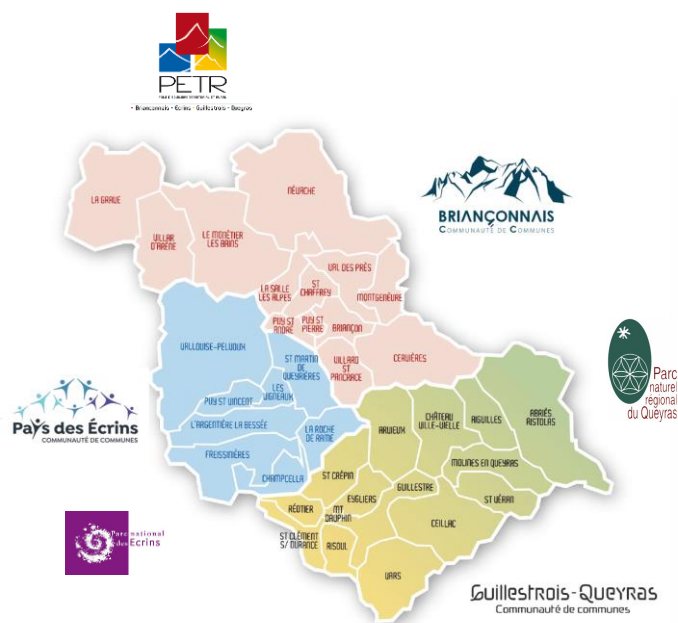 PETR
- Briançonnais - Ecrins - Guillestrois - Queyras
BRIANÇONNAIS
COMMUNAUTÉ DE COMMUNES
LA GRAVE
VILLAR
D'ARÊNE
LE MONÊTIER
LES BAINS
NÉVACHE
LA SALLE
LES ALPES
ST
CHAFFREY
VAL DES PRÉS
MONTGENÈVRE
PUY ST
ANDRÉ
PUY ST
PIERRE
BRIANÇON
VILLARD
ST
PANCRACE
CERVIÈRES
VALLOUISE-PELVOUX
ST MARTIN
DE
QUEYRIÈRES
LES
VIGNEAUX
PUY ST VINCENT
L'ARGENTIÈRE LA BESSÉE
LA ROCHE
DE RAME
FREISSINIÈRES
CHAMPCELLA
Pays des Écrins
COMMUNAUTÉ DE COMMUNES
Parc
naturel
régional
du Queyras
ARVIEUX
CHÂTEAU
VILLE-VIEILLE
AIGUILLES
ABRIÈS
RISTOLAS
MOLINES EN QUEYRAS
ST CRÉPIN
EYGLIERS
GUILLESTRE
ST VÉRAN
RÉOTIER
MT
DAUPHIN
CEILLAC
ST CLÉMENT
S/ DURANCE
RISOUL
VARS
Parc national
des Ecrins
Guillestrois-Queyras
Communauté de communes